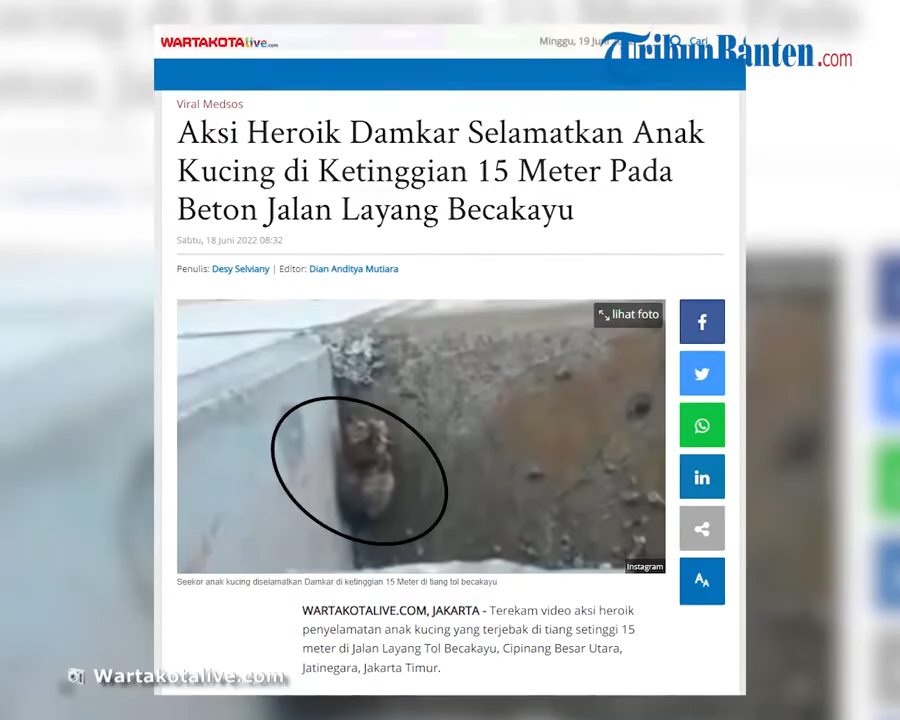 WARTAKOTAlive.com
Minggu, 19 Juni
Cari
TribunBanten.com
Viral Medsos
Aksi Heroik Damkar Selamatkan Anak
Kucing di Ketinggian 15 Meter Pada
Beton Jalan Layang Becakayu
Sabtu, 18 Juni 2022 08:32
Penulis: Desy Selviany | Editor: Dian Anditya Mutiara
lihat foto
Instagram
Seekor anak kucing diselamatkan Damkar di ketinggian 15 Meter di tiang tol becakayu
WARTAKOTALIVE.COM, JAKARTA - Terekam video aksi heroik
penyelamatan anak kucing yang terjebak di tiang setinggi 15
meter di Jalan Layang Tol Becakayu, Cipinang Besar Utara,
Jatinegara, Jakarta Timur.
Wartakotalive.com